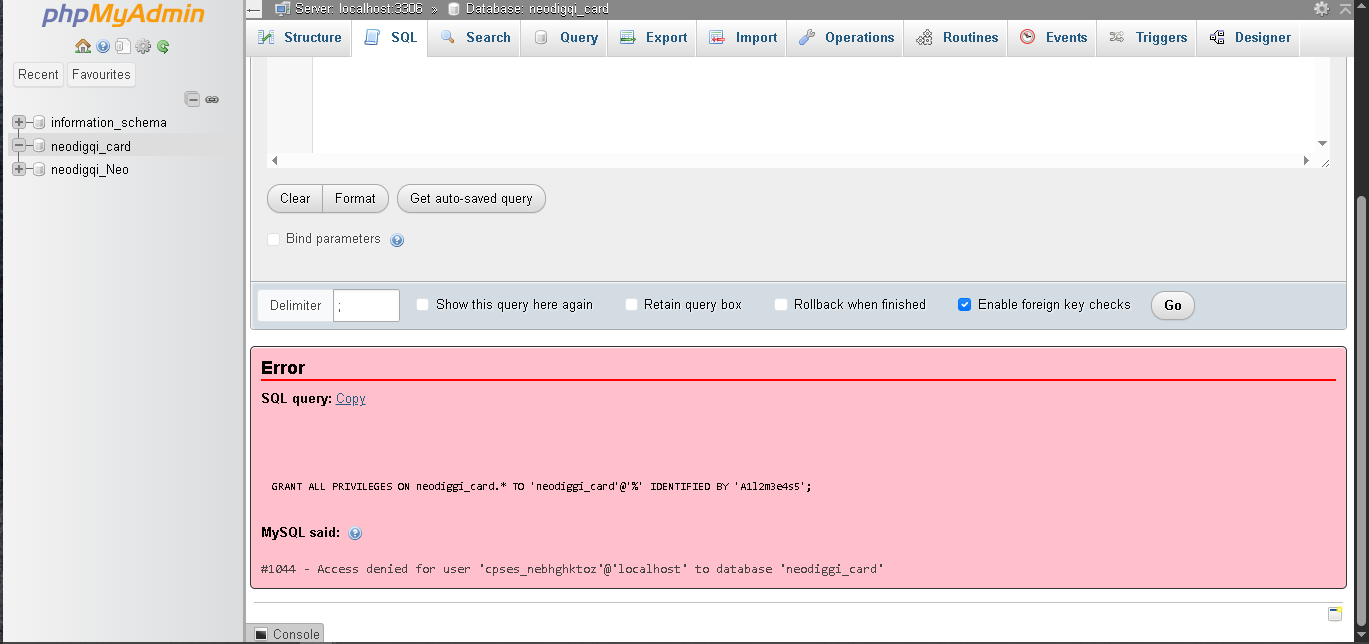 phpMyAdmin
Recent Favourites
information_schema
neodigqi_card
neodigqi_Neo
Server: localhost:3306 » Database: neodigqi_card
Structure SQL Search Query Export Import Operations Routines Events Triggers Designer
Clear Format Get auto-saved query
Bind parameters
Delimiter ; Show this query here again Retain query box Rollback when finished Enable foreign key checks Go
Error
SQL query: Copy
GRANT ALL PRIVILEGES ON neodiggi_card.* TO 'neodiggi_card'@'%' IDENTIFIED BY 'A1l2m3e4s5';
MySQL said:
#1044 - Access denied for user 'cpses_nebhghktoz'@'localhost' to database 'neodiggi_card'
Console